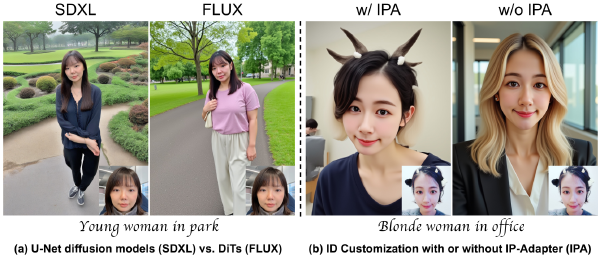 SDXL FLUX w/ IPA w/o IPA
Young woman in park Blonde woman in office
(a) U-Net diffusion models (SDXL) vs. DiTs (FLUX) (b) ID Customization with or without IP-Adapter (IPA)